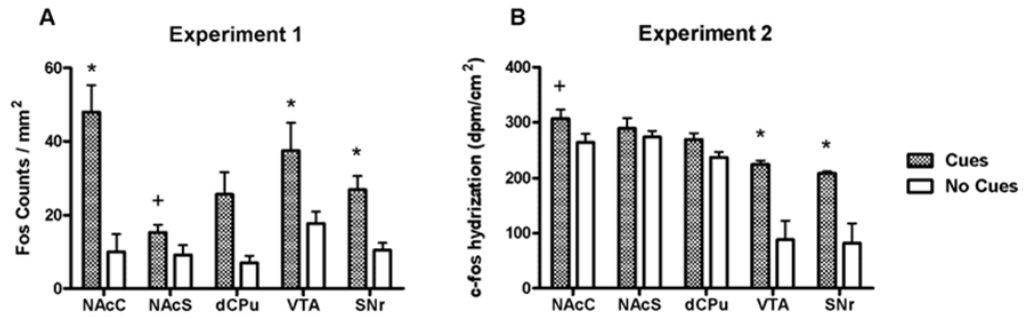 A
Experiment 1
Fos Counts / mm²
60
40
20
0
*
+
*
*
NAcC NAcS dCPu VTA SNr
B
Experiment 2
c-fos hydrization (dpm/cm²)
400
300
200
100
0
+
*
*
NAcC NAcS dCPu VTA SNr
Cues
No Cues